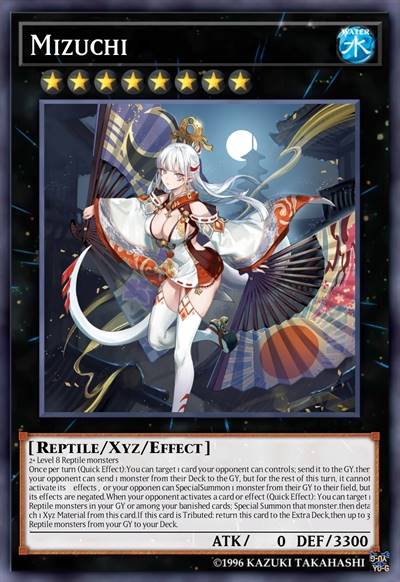 MIZUCHI
WATER
水
[REPTILE/XYZ/EFFECT]
2+ Level 8 Reptile monsters
Once per turn (Quick Effect):You can target 1 card your opponent can controls; send it to the GY.then
your opponent can send 1 monster from their Deck to the GY, but for the rest of this turn, it cannot
activate its effects , or your opponen can SpecialSummon 1 monster from their GY to their field, but
its effects are negated.When your opponent activates a card or effect (Quick Effect): You can target 1
Reptile monsters in your GY or among your banished cards; Special Summon that monster.then deta
ch 1 Xyz Material from this card.If this card is Tributed: return this card to the Extra Deck,then up to 3
Reptile monsters from your GY to your Deck.
ATK/ 0 DEF/3300
©1996 KAZUKI TAKAHASHI